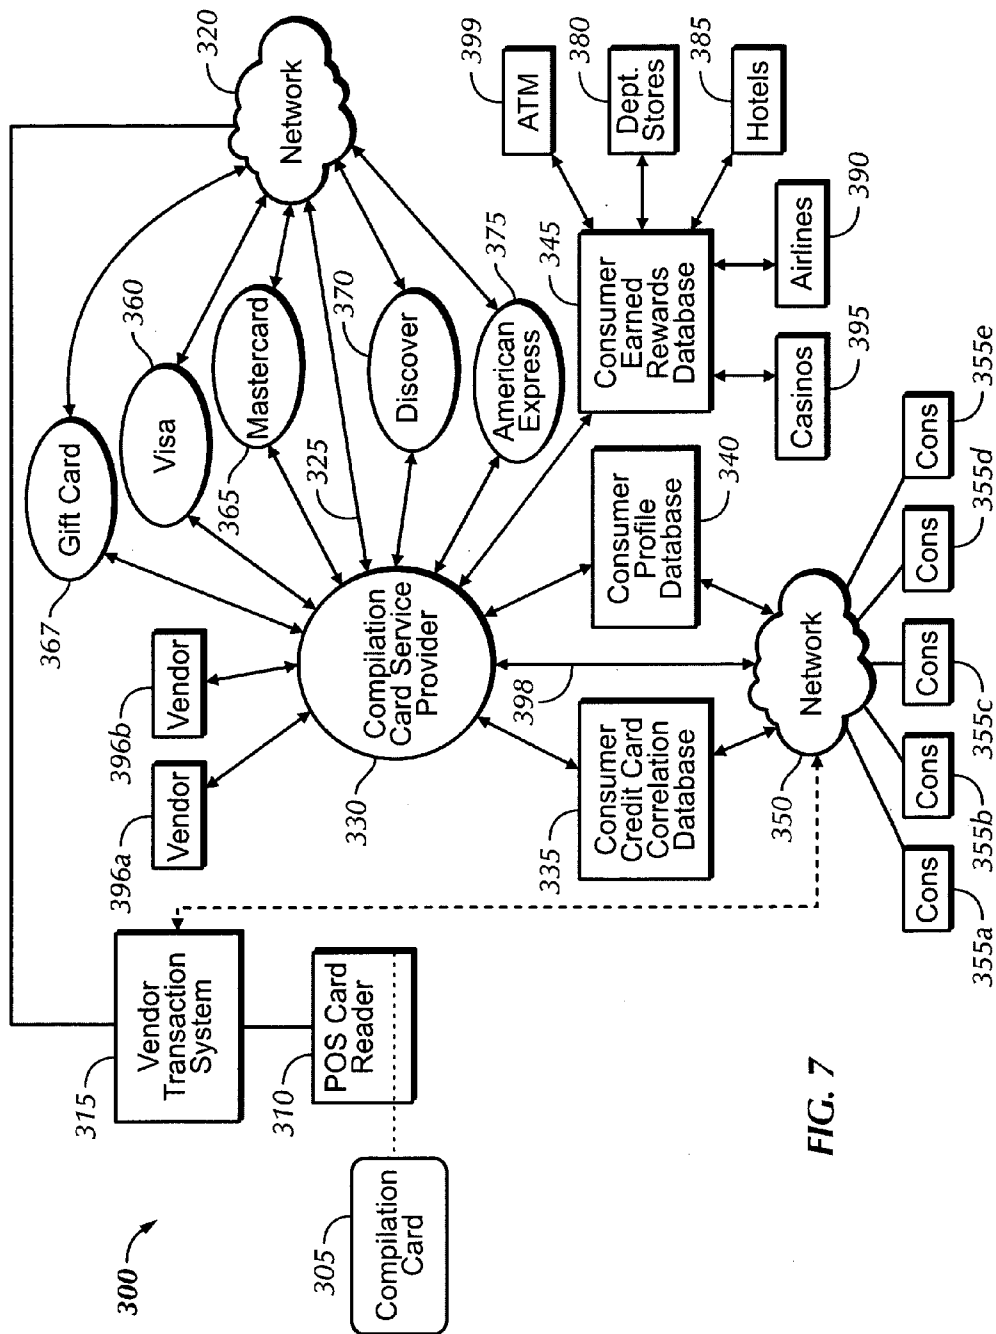 300
305
Compilation
Card
310
POS Card
Reader
315
Vendor
Transaction
System
396a
Vendor
396b
Vendor
330
Compilation
Card Service
Provider
367
Gift Card
360
Visa
365
Mastercard
325
370
Discover
375
American
Express
320
Network
335
Consumer
Credit Card
Correlation
Database
398
340
Consumer
Profile
Database
345
Consumer
Earned
Rewards
Database
399
ATM
380
Dept.
Stores
385
Hotels
390
Airlines
395
Casinos
350
Network
355a
Cons
355b
Cons
355c
Cons
355d
Cons
355e
Cons
FIG. 7